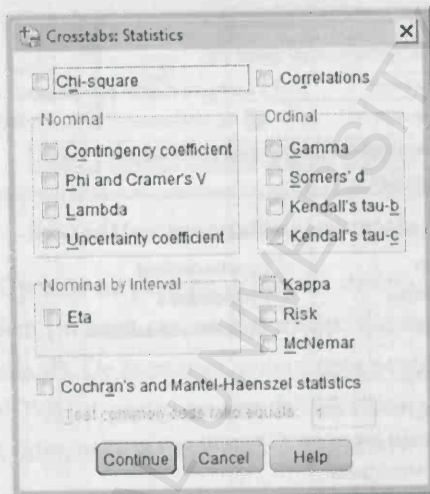 Crosstabs: Statistics
Chi-square
Correlations
Nominal
Contingency coefficient
Phi and Cramer's V
Lambda
Uncertainty coefficient
Ordinal
Gamma
Somers' d
Kendall's tau-b
Kendall's tau-c
Nominal by Interval
Eta
Kappa
Risk
McNemar
Cochran's and Mantel-Haenszel statistics
Test common odds ratio equals: 1
Continue Cancel Help
UNIVERSIT